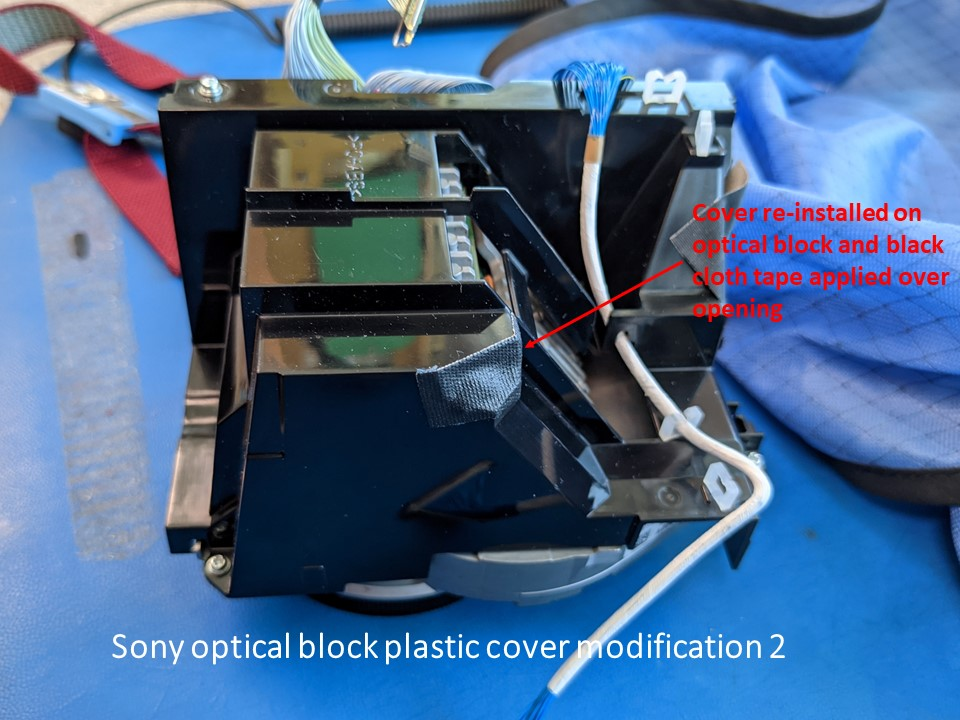 Cover re-installed on
optical block and black
cloth tape applied over
opening
Sony optical block plastic cover modification 2